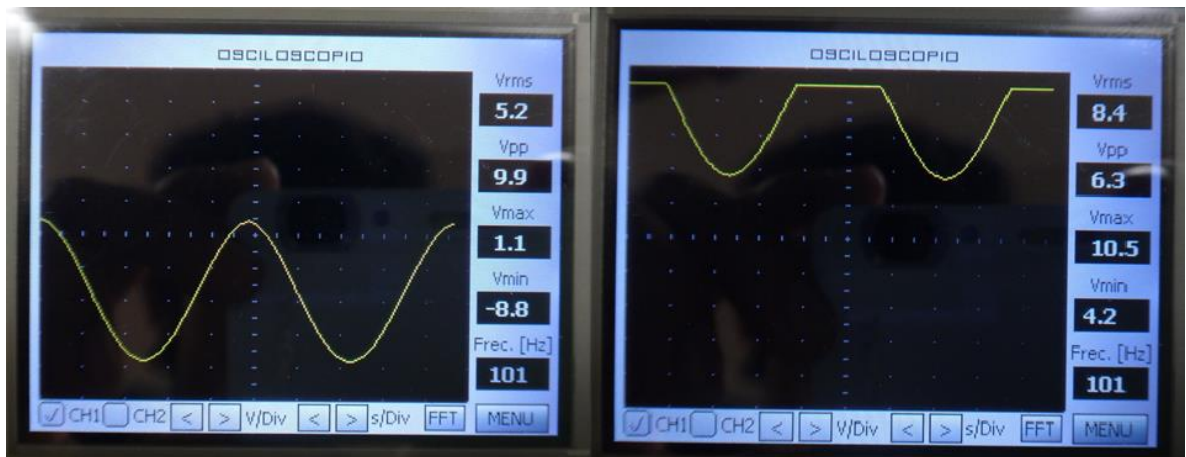 OSCILOSCOPIO
Vrms
5.2
Vpp
9.9
Vmax
1.1
Vmin
-8.8
Frec. [Hz]
101
CH1 CH2 < > V/Div < > s/Div FFT MENU
OSCILOSCOPIO
Vrms
8.4
Vpp
6.3
Vmax
10.5
Vmin
4.2
Frec. [Hz]
101
CH1 CH2 < > V/Div < > s/Div FFT MENU